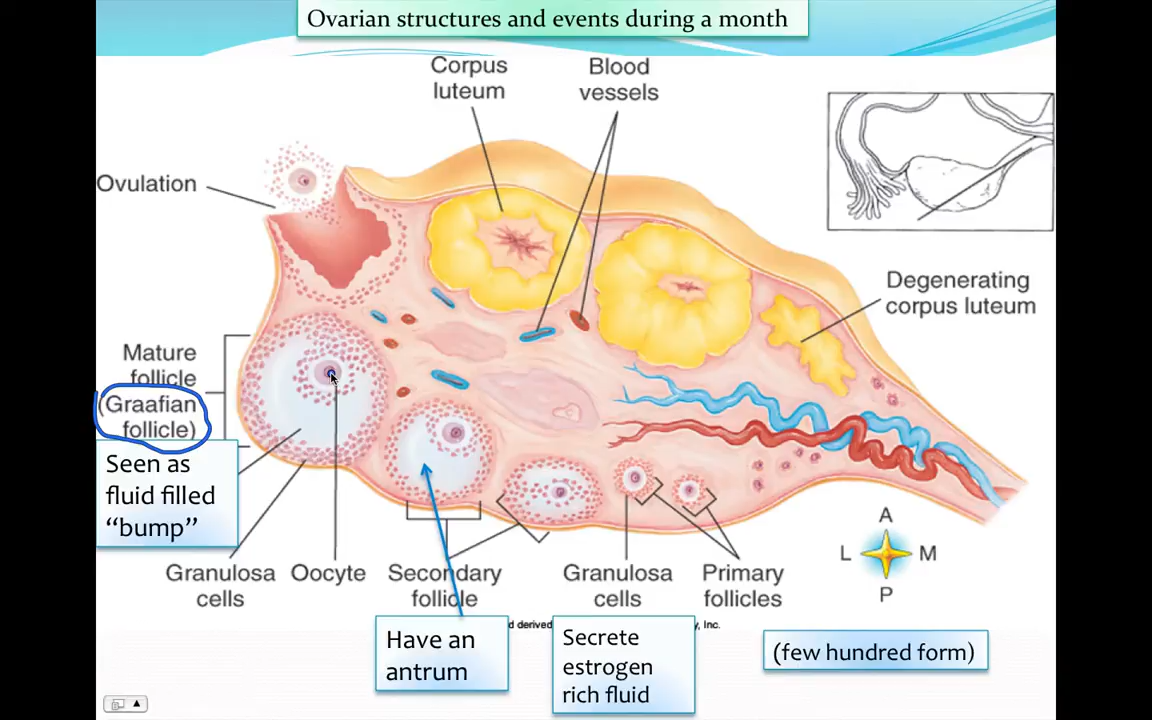 Ovarian structures and events during a month
Corpus
luteum
Blood
vessels
Ovulation
Degenerating
corpus luteum
Mature
follicle
(Graafian
follicle)
Seen as
fluid filled
“bump”
A
L
M
P
Granulosa
cells
Oocyte
Secondary
follicle
Granulosa
cells
Primary
follicles
d derived
y, Inc.
Have an
antrum
Secrete
estrogen
rich fluid
(few hundred form)